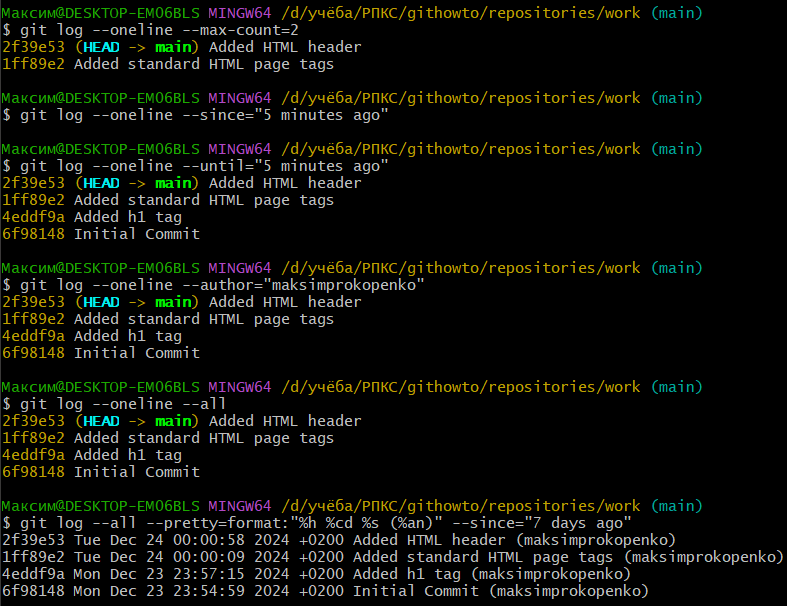 Максим@DESKTOP-EM06BLS MINGW64 /d/учёба/РПКС/githowto/repositories/work (main)
$ git log --oneline --max-count=2
2f39e53 (HEAD -> main) Added HTML header
1ff89e2 Added standard HTML page tags
Максим@DESKTOP-EM06BLS MINGW64 /d/учёба/РПКС/githowto/repositories/work (main)
$ git log --oneline --since="5 minutes ago"
Максим@DESKTOP-EM06BLS MINGW64 /d/учёба/РПКС/githowto/repositories/work (main)
$ git log --oneline --until="5 minutes ago"
2f39e53 (HEAD -> main) Added HTML header
1ff89e2 Added standard HTML page tags
4eddf9a Added h1 tag
6f98148 Initial Commit
Максим@DESKTOP-EM06BLS MINGW64 /d/учёба/РПКС/githowto/repositories/work (main)
$ git log --oneline --author="maksimprokopenko"
2f39e53 (HEAD -> main) Added HTML header
1ff89e2 Added standard HTML page tags
4eddf9a Added h1 tag
6f98148 Initial Commit
Максим@DESKTOP-EM06BLS MINGW64 /d/учёба/РПКС/githowto/repositories/work (main)
$ git log --oneline --all
2f39e53 (HEAD -> main) Added HTML header
1ff89e2 Added standard HTML page tags
4eddf9a Added h1 tag
6f98148 Initial Commit
Максим@DESKTOP-EM06BLS MINGW64 /d/учёба/РПКС/githowto/repositories/work (main)
$ git log --all --pretty=format:"%h %cd %s (%an)" --since="7 days ago"
2f39e53 Tue Dec 24 00:00:58 2024 +0200 Added HTML header (maksimprokopenko)
1ff89e2 Tue Dec 24 00:00:09 2024 +0200 Added standard HTML page tags (maksimprokopenko)
4eddf9a Mon Dec 23 23:57:15 2024 +0200 Added h1 tag (maksimprokopenko)
6f98148 Mon Dec 23 23:54:59 2024 +0200 Initial Commit (maksimprokopenko)